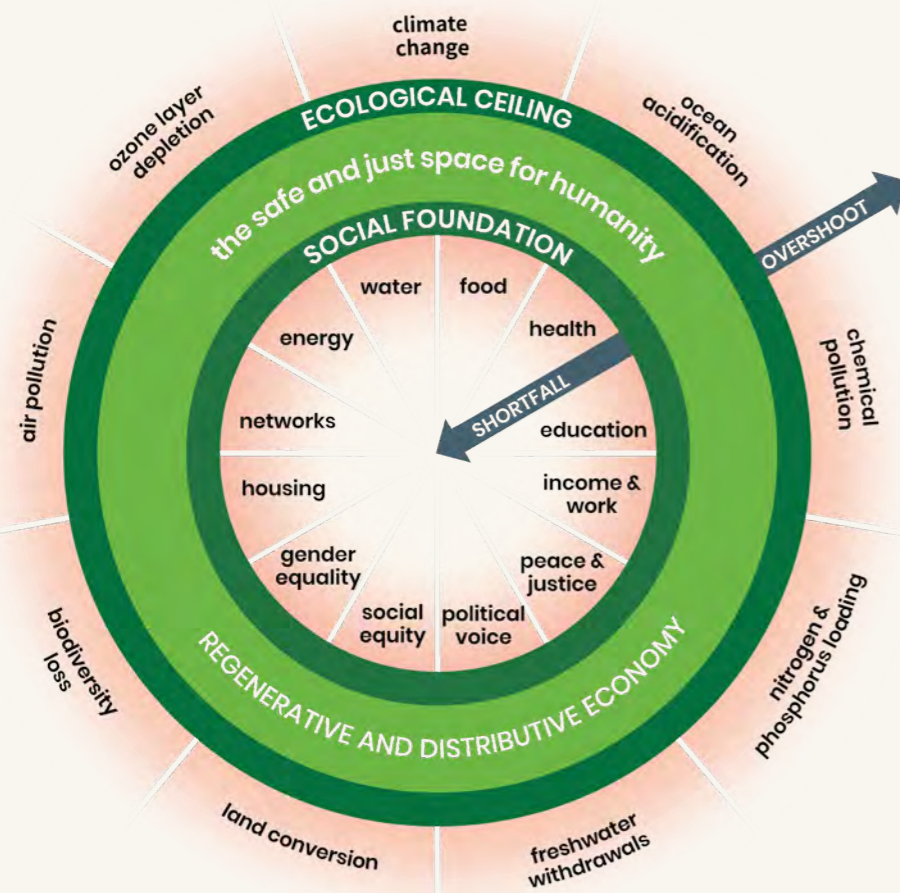 climate
change
ozone layer
depletion
ocean
acidification
ECOLOGICAL CEILING
the safe and just space for humanity
OVERSHOOT
SOCIAL FOUNDATION
water
food
energy
health
air pollution
chemical
pollution
SHORTFALL
networks
education
housing
income &
work
gender
equality
peace &
justice
social
equity
political
voice
biodiversity
loss
nitrogen &
phosphorus loading
REGENERATIVE AND DISTRIBUTIVE ECONOMY
land conversion
freshwater
withdrawals